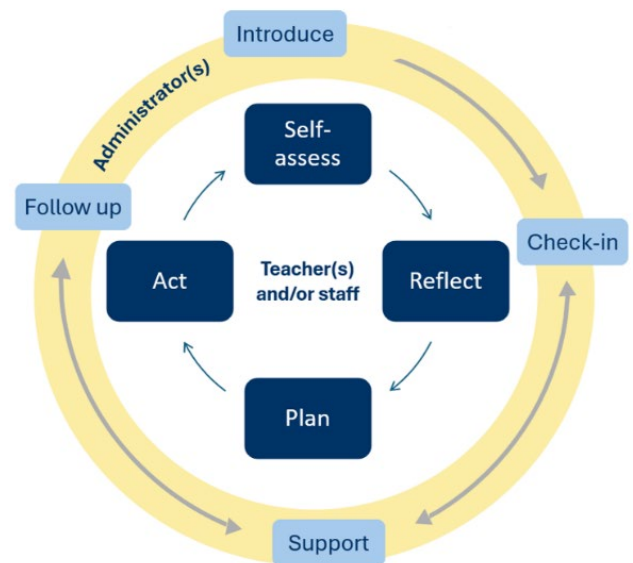 Introduce
Administrator(s)
Self-
assess
Follow up
Check-in
Act
Teacher(s)
and/or staff
Reflect
Plan
Support